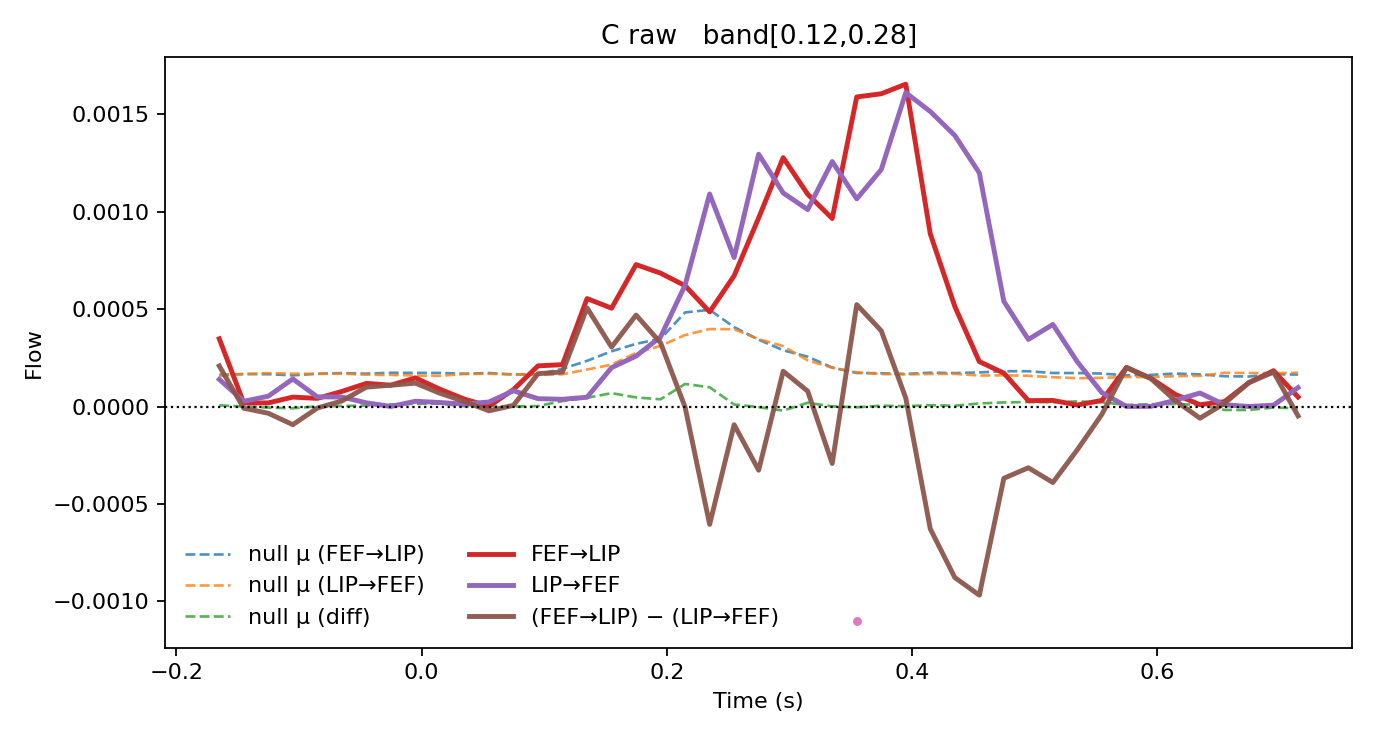 C raw   band[0.12,0.28]
0.0015
0.0010
0.0005
0.0000
−0.0005
−0.0010
Flow
null μ (FEF→LIP)
null μ (LIP→FEF)
null μ (diff)
FEF→LIP
LIP→FEF
(FEF→LIP) − (LIP→FEF)
−0.2
0.0
0.2
0.4
0.6
Time (s)